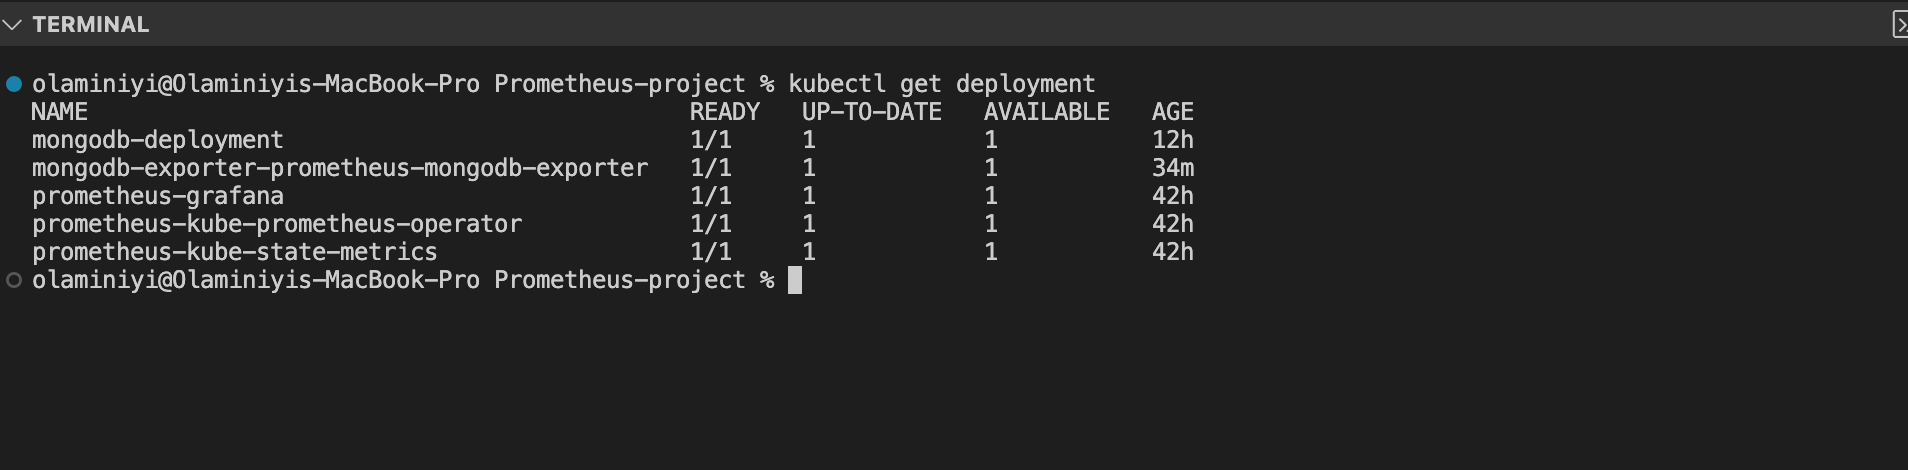 TERMINAL
olaminiyi@Olaminiyis-MacBook-Pro Prometheus-project % kubectl get deployment
NAME READY UP-TO-DATE AVAILABLE AGE
mongodb-deployment 1/1 1 1 12h
mongodb-exporter-prometheus-mongodb-exporter 1/1 1 1 34m
prometheus-grafana 1/1 1 1 42h
prometheus-kube-prometheus-operator 1/1 1 1 42h
prometheus-kube-state-metrics 1/1 1 1 42h
olaminiyi@Olaminiyis-MacBook-Pro Prometheus-project %